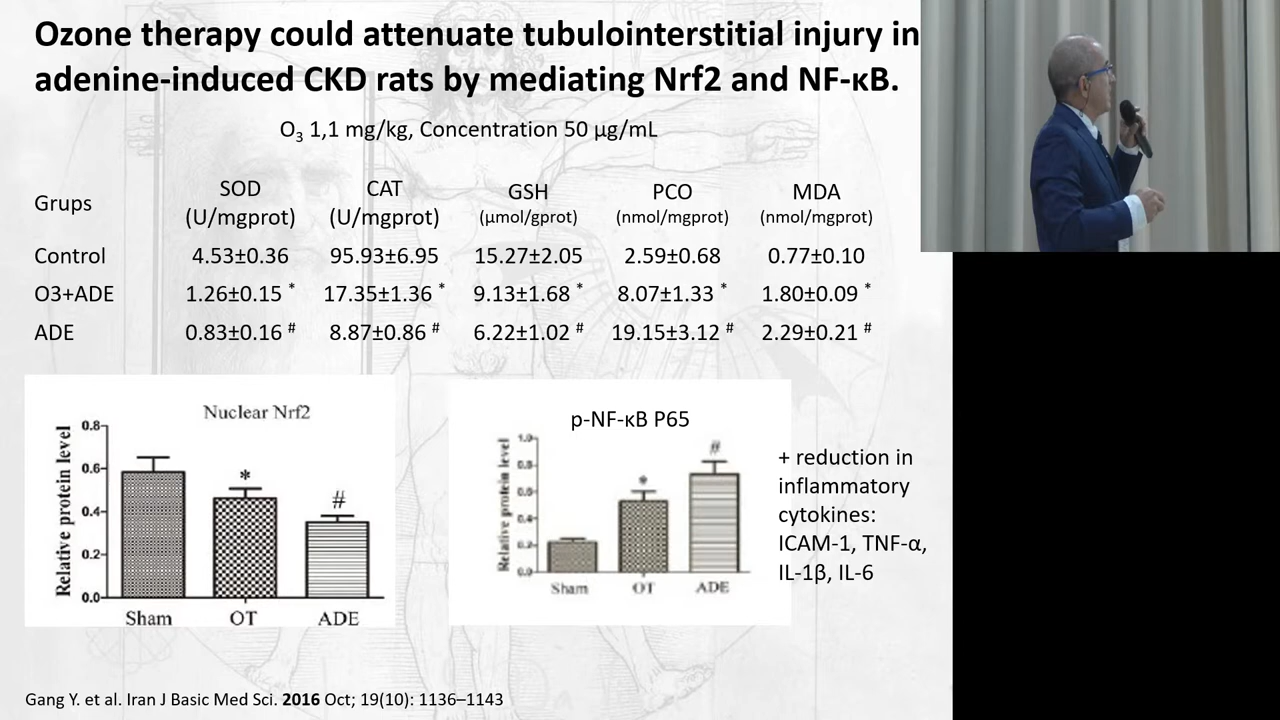 Ozone therapy could attenuate tubulointerstitial injury in
adenine-induced CKD rats by mediating Nrf2 and NF-κB.
O₃ 1,1 mg/kg, Concentration 50 µg/mL
Grups SOD (U/mgprot) CAT (U/mgprot) GSH (µmol/gprot) PCO (nmol/mgprot) MDA (nmol/mgprot)
Control 4.53±0.36 95.93±6.95 15.27±2.05 2.59±0.68 0.77±0.10
O3+ADE 1.26±0.15 * 17.35±1.36 * 9.13±1.68 * 8.07±1.33 * 1.80±0.09 *
ADE 0.83±0.16 # 8.87±0.86 # 6.22±1.02 # 19.15±3.12 # 2.29±0.21 #
Nuclear Nrf2
Relative protein level
0.8
0.6
0.4
0.2
0.0
*
#
Sham OT ADE
p-NF-κB P65
Relative protein level
1.0
0.8
0.6
0.4
0.2
0.0
*
#
Sham OT ADE
+ reduction in
inflammatory
cytokines:
ICAM-1, TNF-α,
IL-1β, IL-6
Gang Y. et al. Iran J Basic Med Sci. 2016 Oct; 19(10): 1136–1143